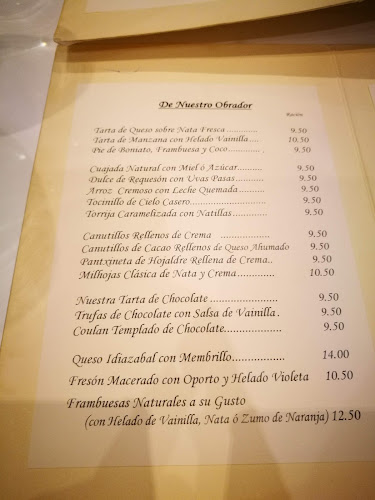 De Nuestro Obrador
Ración
Tarta de Queso sobre Nata Fresca............. 9.50
Tarta de Manzana con Helado Vainilla.... 10.50
Pie de Boniato, Frambuesa y Coco............. 9.50
Cuajada Natural con Miel ó Azúcar......... 9.50
Dulce de Requesón con Uvas Pasas.......... 9.50
Arroz Cremoso con Leche Quemada.......... 9.50
Tocinillo de Cielo Casero............................ 9.50
Torrija Caramelizada con Natillas............. 9.50
Canutillos Rellenos de Crema .................. 9.50
Canutillos de Cacao Rellenos de Queso Ahumado 9.50
Pantxineta de Hojaldre Rellena de Crema.. 9.50
Milhojas Clásica de Nata y Crema............. 10.50
Nuestra Tarta de Chocolate ...................... 9.50
Trufas de Chocolate con Salsa de Vainilla . 9.50
Coulan Templado de Chocolate................... 9.50
Queso Idiazabal con Membrillo.................. 14.00
Fresón Macerado con Oporto y Helado Violeta 10.50
Frambuesas Naturales a su Gusto
(con Helado de Vainilla, Nata ó Zumo de Naranja) 12.50